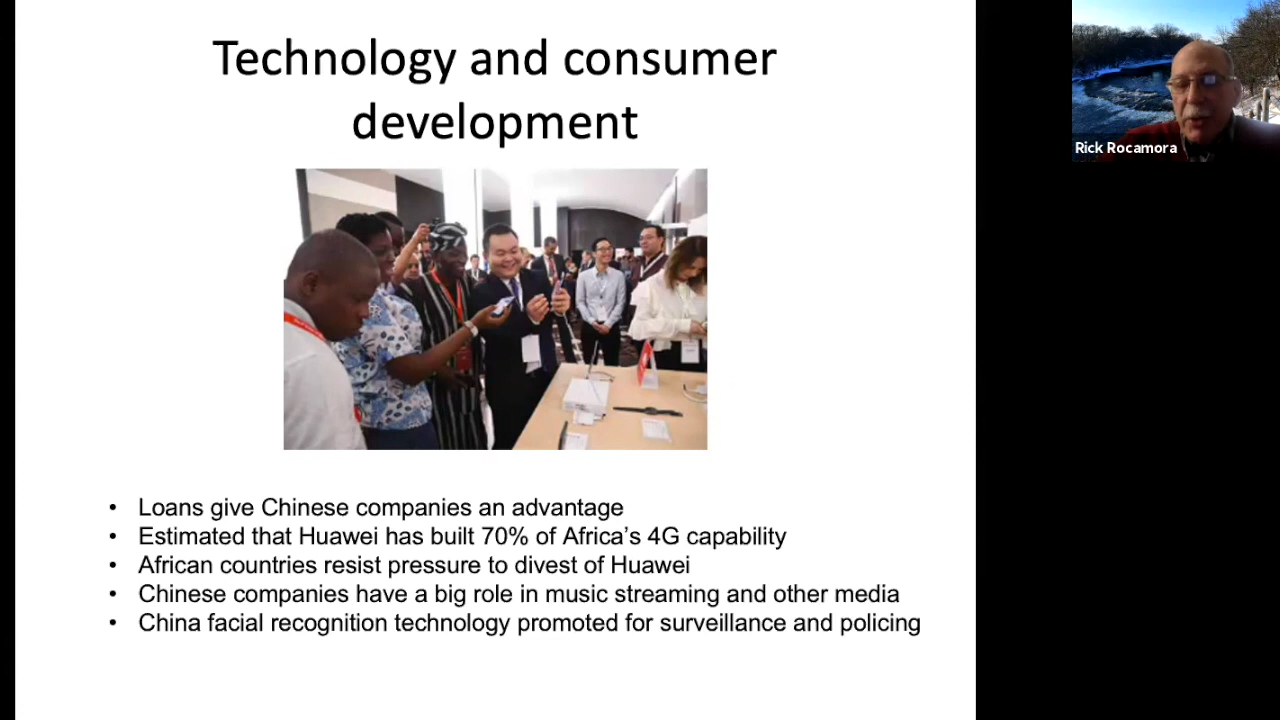 Technology and consumer
development
• Loans give Chinese companies an advantage
• Estimated that Huawei has built 70% of Africa’s 4G capability
• African countries resist pressure to divest of Huawei
• Chinese companies have a big role in music streaming and other media
• China facial recognition technology promoted for surveillance and policing
Rick Rocamora